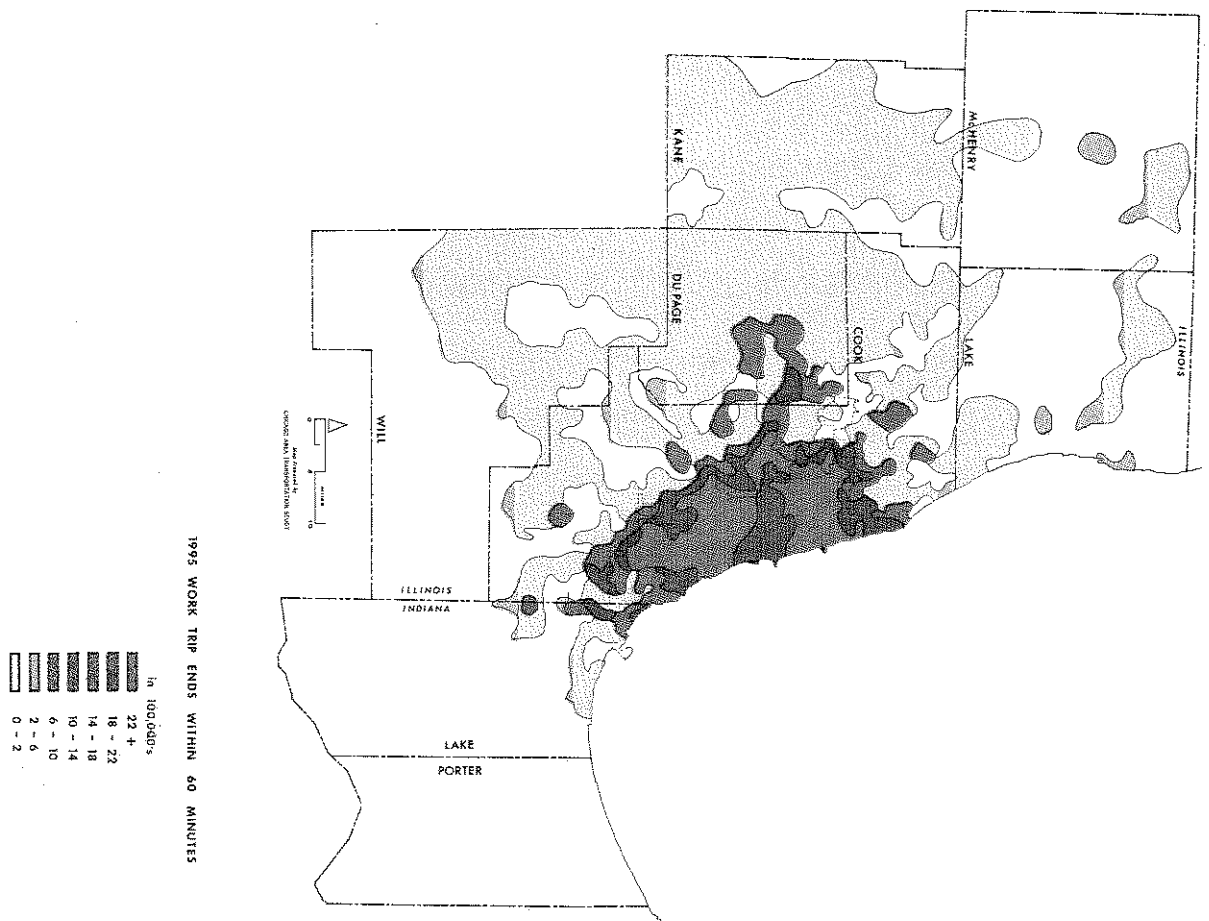 McHENRY
ILLINOIS
KANE
LAKE
COOK
DU PAGE
WILL
0 5 10
MILES
Map Prepared by
CHICAGO AREA TRANSPORTATION STUDY
ILLINOIS
INDIANA
LAKE
PORTER
1995 WORK TRIP ENDS WITHIN 60 MINUTES
in 100,000's
22 +
18 - 22
14 - 18
10 - 14
6 - 10
2 - 6
0 - 2